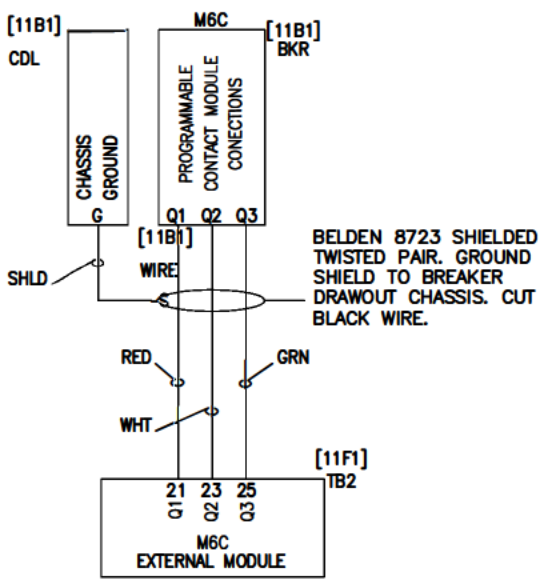 [11B1]
CDL
CHASSIS
GROUND
G
M6C
[11B1]
BKR
PROGRAMMABLE
CONTACT MODULE
CONECTIONS
Q1 Q2 Q3
[11B1]
WIRE
SHLD
BELDEN 8723 SHIELDED
TWISTED PAIR. GROUND
SHIELD TO BREAKER
DRAWOUT CHASSIS. CUT
BLACK WIRE.
RED
GRN
WHT
[11F1]
TB2
21 23 25
Q1 Q2 Q3
M6C
EXTERNAL MODULE